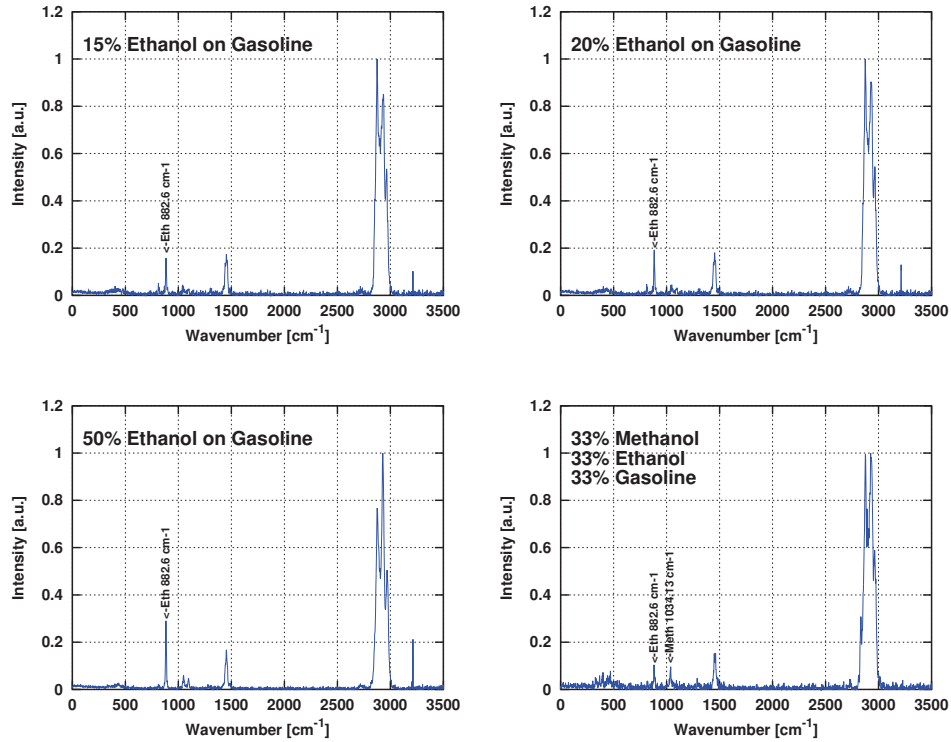 1.2
15% Ethanol on Gasoline
1
0.8
0.6
0.4
0.2
0
Intensity [a.u.]
<-Eth 882.6 cm-1
0 500 1000 1500 2000 2500 3000 3500
Wavenumber [cm-1]
1.2
20% Ethanol on Gasoline
1
0.8
0.6
0.4
0.2
0
Intensity [a.u.]
<-Eth 882.6 cm-1
0 500 1000 1500 2000 2500 3000 3500
Wavenumber [cm-1]
1.2
50% Ethanol on Gasoline
1
0.8
0.6
0.4
0.2
0
Intensity [a.u.]
<-Eth 882.6 cm-1
0 500 1000 1500 2000 2500 3000 3500
Wavenumber [cm-1]
1.2
33% Methanol
33% Ethanol
33% Gasoline
1
0.8
0.6
0.4
0.2
0
Intensity [a.u.]
<-Eth 882.6 cm-1
<-Meth 1034,13 cm-1
0 500 1000 1500 2000 2500 3000 3500
Wavenumber [cm-1]